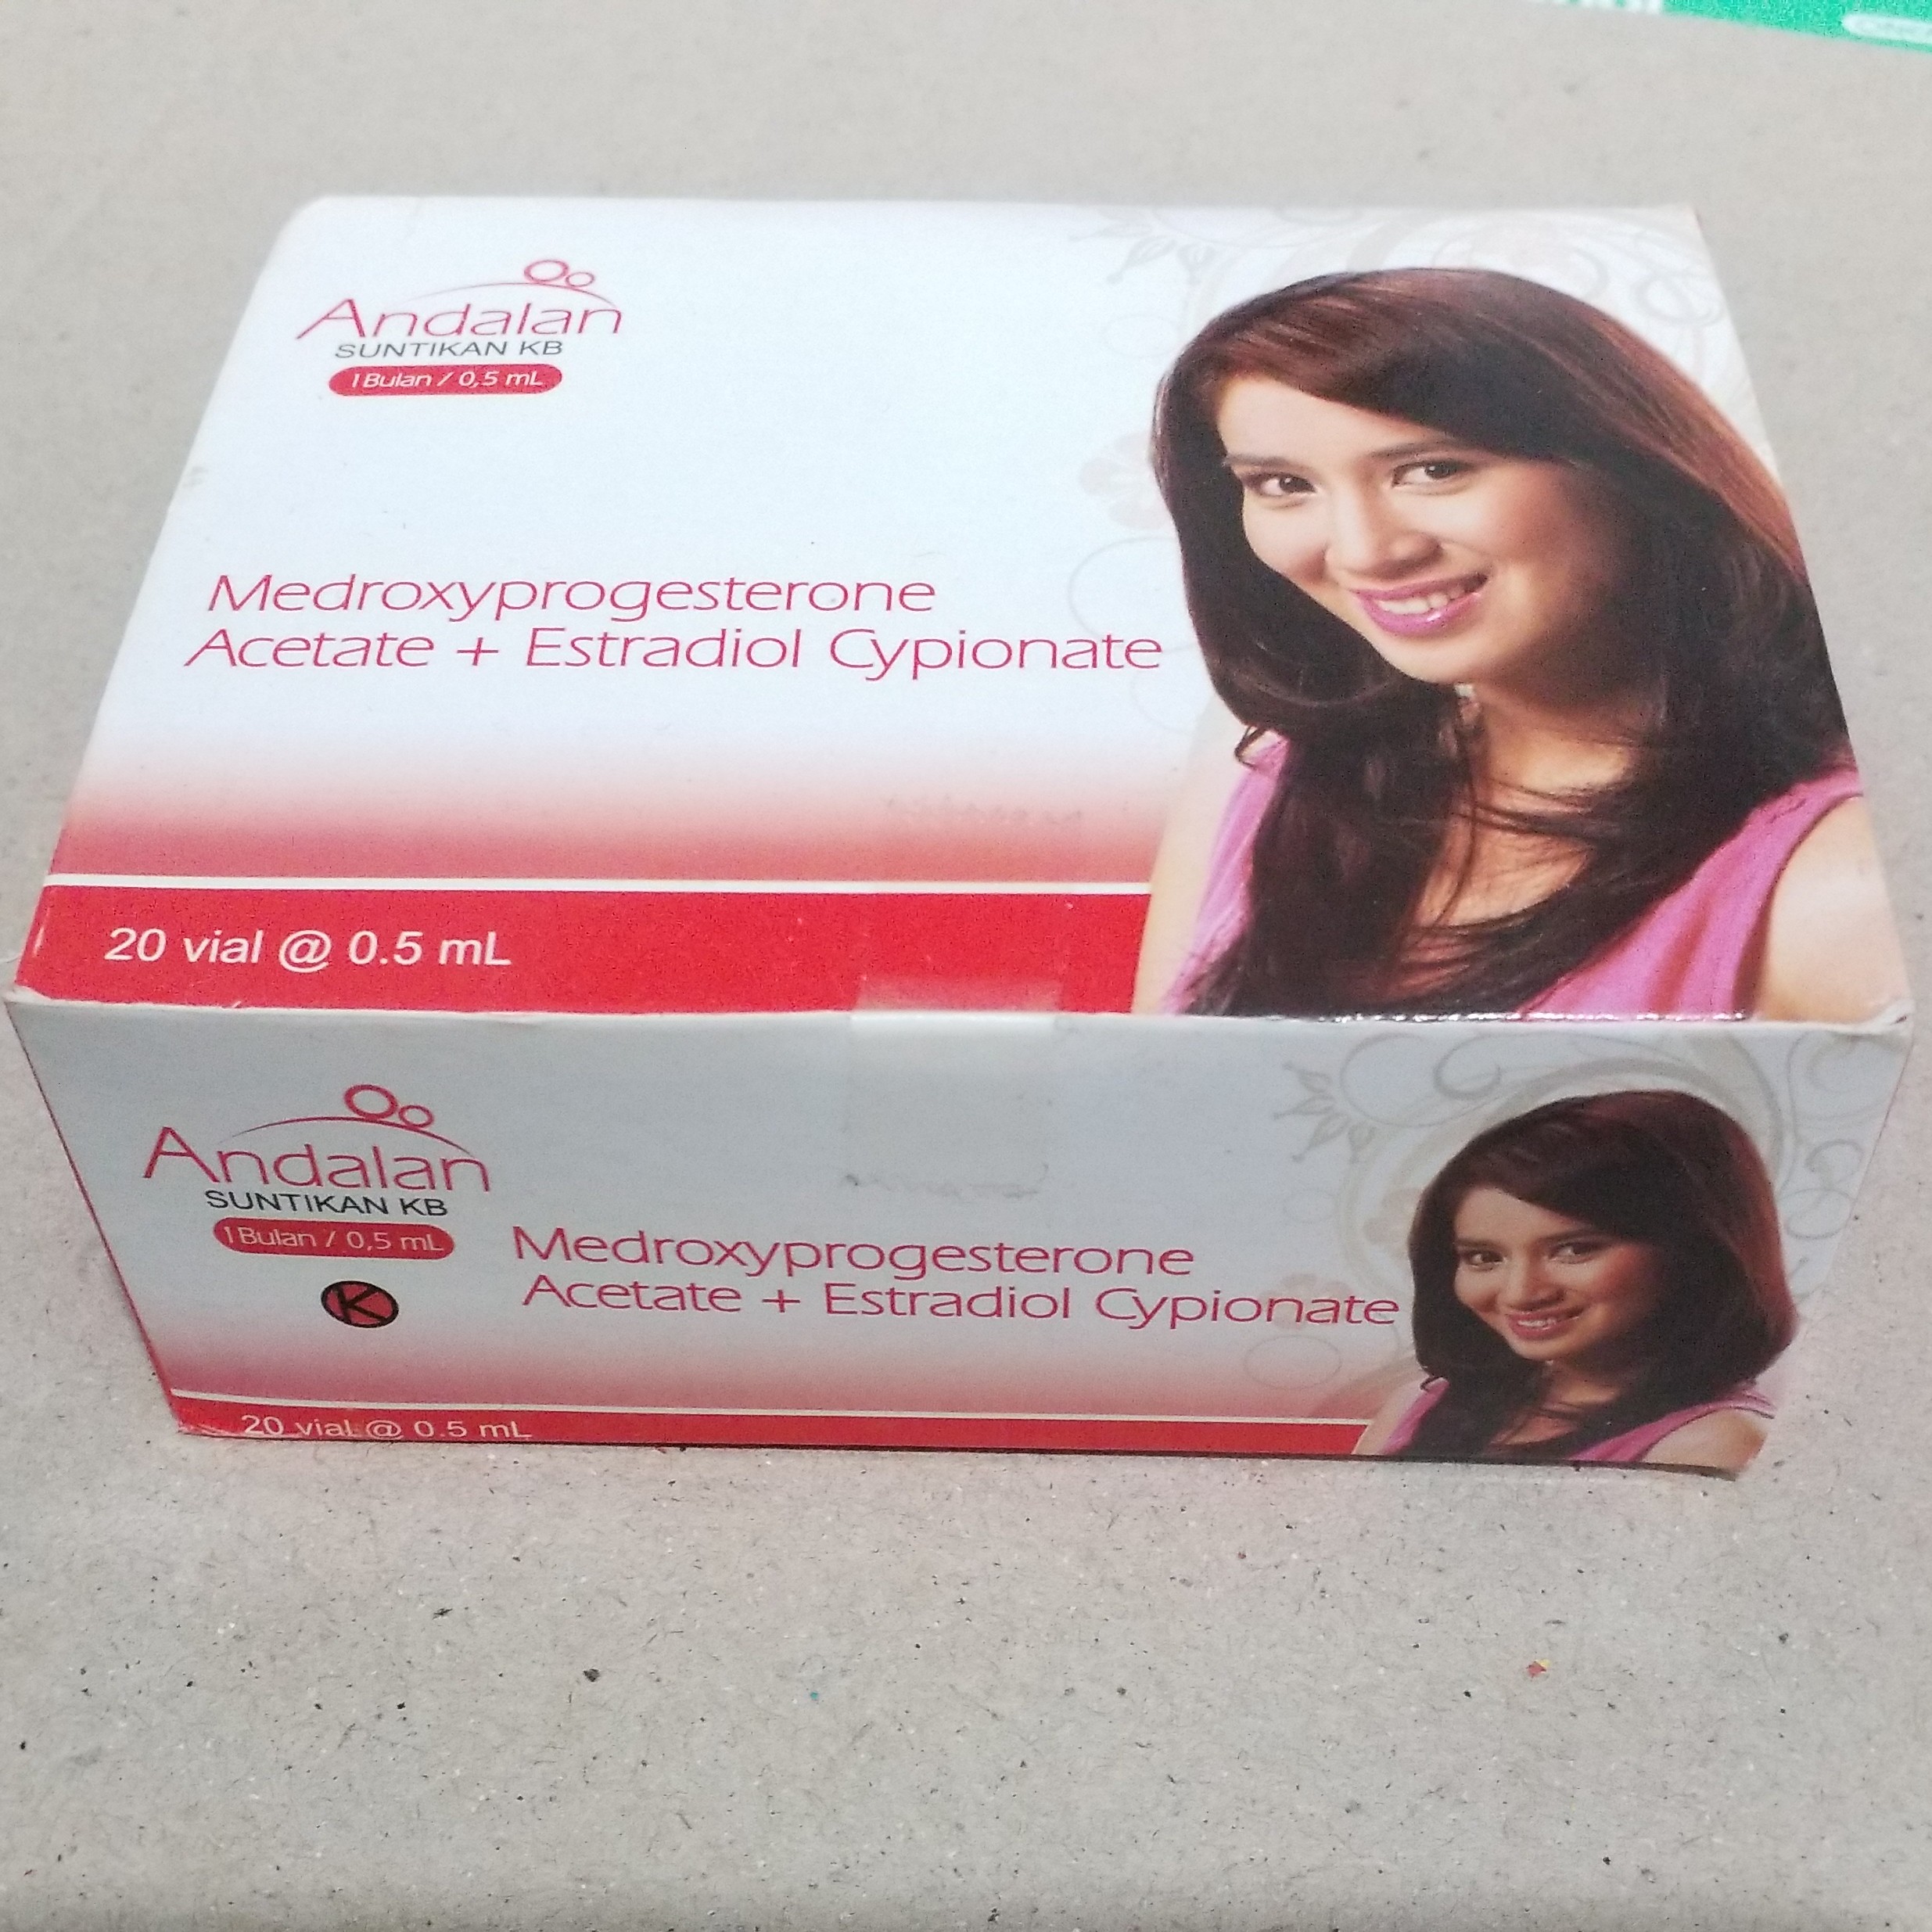 Andalan
SUNTIKAN KB
1 Bulan / 0,5 mL
Medroxyprogesterone
Acetate + Estradiol Cypionate
20 vial @ 0.5 mL
Andalan
SUNTIKAN KB
1 Bulan / 0,5 mL
K
Medroxyprogesterone
Acetate + Estradiol Cypionate
20 vial @ 0.5 mL